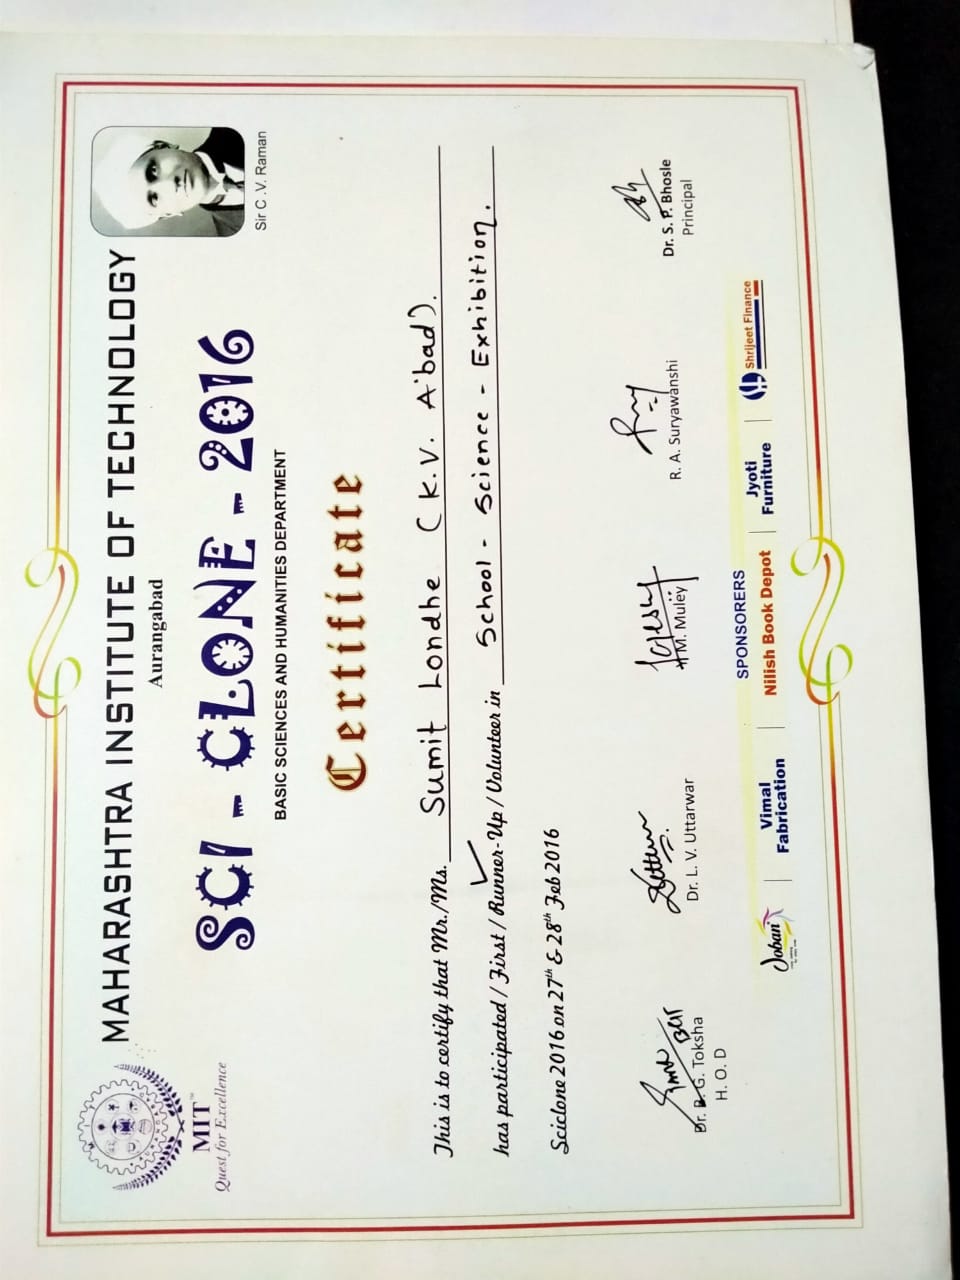 MAHARASHTRA INSTITUTE OF TECHNOLOGY
Aurangabad
MIT™
Quest for Excellence
Sir C.V. Raman
SCI - CLONE - 2016
BASIC SCIENCES AND HUMANITIES DEPARTMENT
Certificate
This is to certify that Mr./Ms. Sumit Londhe (K.V. A'bad).
has participated / First / Runner-Up / Volunteer in School - Science - Exhibition.
Sciclone 2016 on 27th & 28th Feb 2016
Dr. B. G. Toksha
H. O. D
Dr. L. V. Uttarwar
H M. Muley
R. A. Suryawanshi
Dr. S. P. Bhosle
Principal
SPONSORERS
Joban
Vimal Fabrication
Nilish Book Depot
Jyoti Furniture
Shrijeet Finance